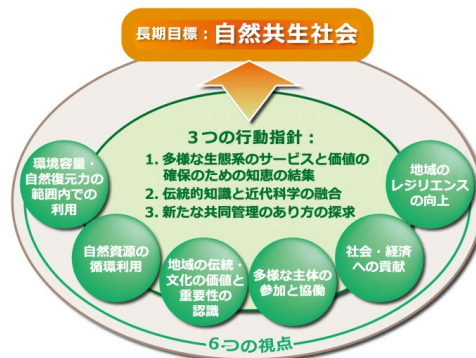 長期目標：自然共生社会
3つの行動指針：
1. 多様な生態系のサービスと価値の
確保のための知恵の結集
2. 伝統的知識と近代科学の融合
3. 新たな共同管理のあり方の探求
環境容量・
自然復元力の
範囲内での
利用
自然資源の
循環利用
地域の伝統・
文化の価値と
重要性の
認識
多様な主体の
参加と協働
社会・経済
への貢献
地域の
レジリエンス
の向上
6つの視点